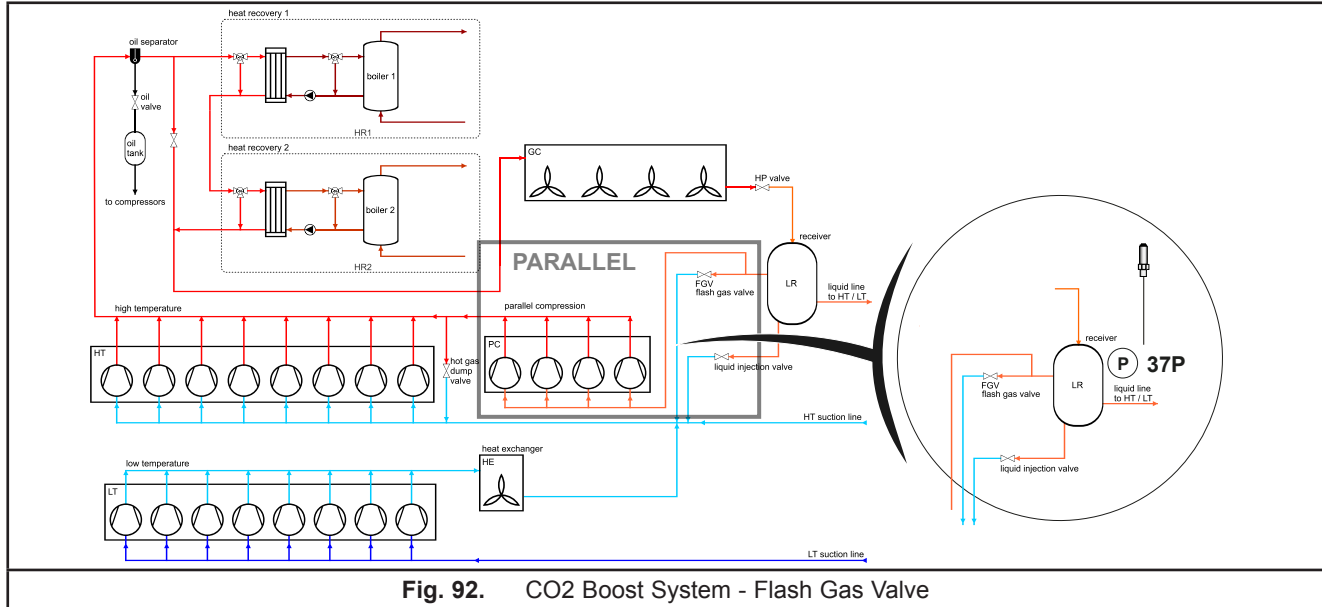 heat recovery 1
oil separator
boiler 1
oil
valve
HR1
oil
tank
to compressors
heat recovery 2
boiler 2
HR2
GC
HP valve
receiver
LR
PARALLEL
FGV
flash gas valve
liquid line
to HT / LT
high temperature
parallel compression
HT
hot gas
dump
valve
PC
liquid injection valve
HT suction line
low temperature
heat exchanger
HE
LT
LT suction line
receiver
P
37P
LR
FGV
flash gas valve
liquid line
to HT / LT
liquid injection valve
Fig. 92. CO2 Boost System - Flash Gas Valve